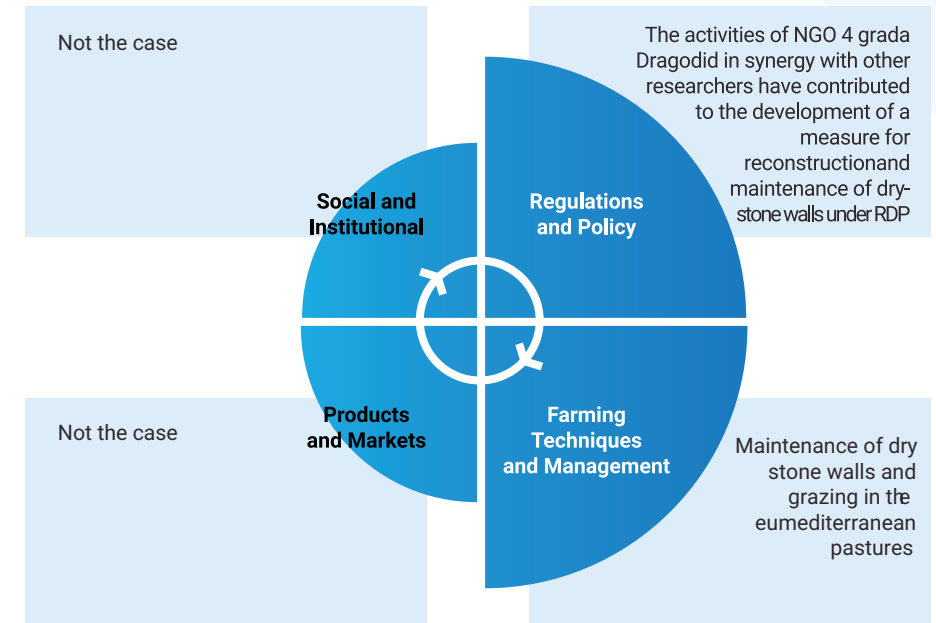 Not the case
The activities of NGO 4 grada
Dragodid in synergy with other
researchers have contributed
to the development of a
measure for
reconstructionand
maintenance of dry-
stone walls under RDP
Social and
Institutional
Regulations
and Policy
Products
and Markets
Farming
Techniques
and Management
Not the case
Maintenance of dry
stone walls and
grazing in the
eumediterranean
pastures